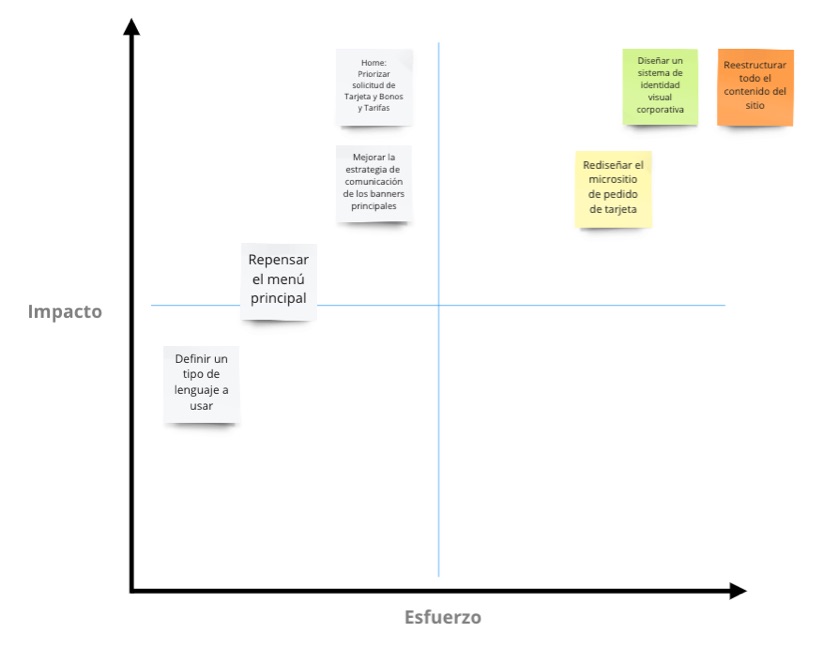 Home:
Priorizar
solicitud de
Tarjeta y Bonos
y Tarifas
Diseñar un
sistema de
identidad
visual
corporativa
Reestructurar
todo el
contenido del
sitio
Mejorar la
estrategia de
comunicación
de los banners
principales
Rediseñar el
micrositio
de pedido
de tarjeta
Repensar
el menú
principal
Impacto
Definir un
tipo de
lenguaje a
usar
Esfuerzo